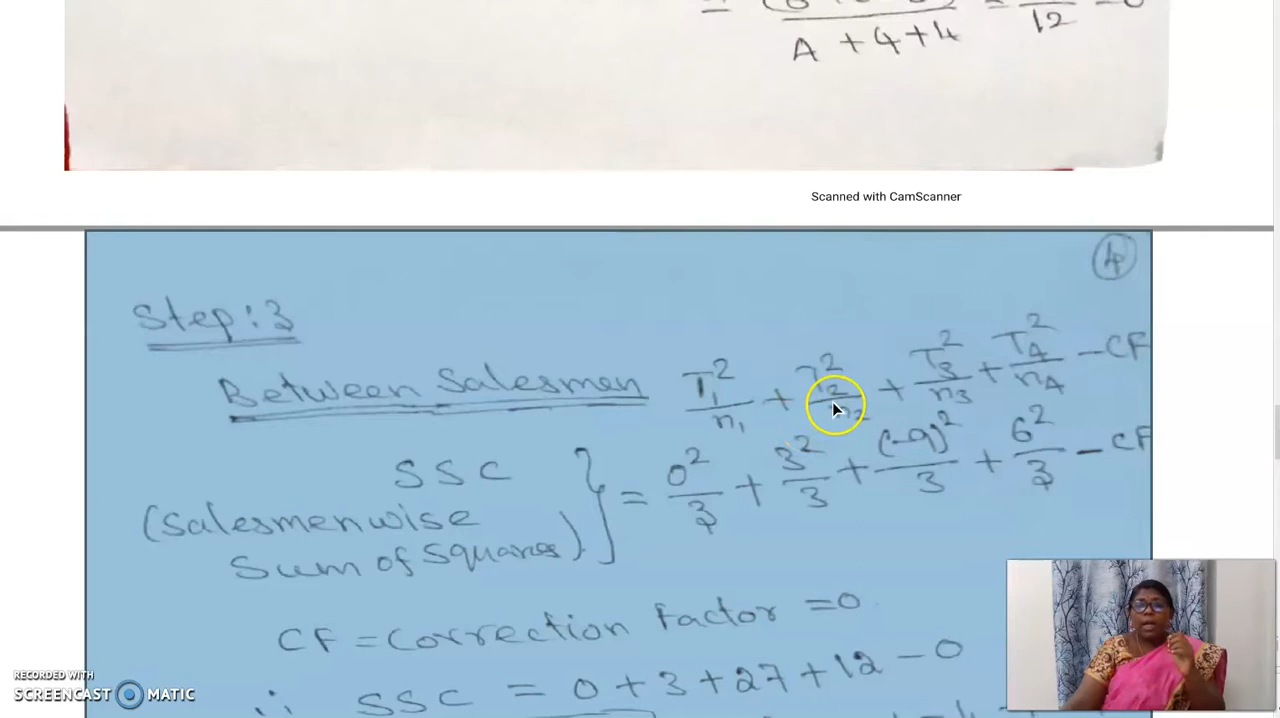 A + 4 + 4
12
Scanned with CamScanner
4
Step: 3
Between Salesmen T₁²/n₁ + T₂²/n₂ + T₃²/n₃ + T₄²/n₄ - CF
SSC
(Salesmenwise
Sum of Squares) } = 0²/3 + 3²/3 + (-9)²/3 + 6²/3 - CF
CF = Correction Factor = 0
∴ SSC = 0 + 3 + 27 + 12 - 0
RECORDED WITH
SCREENCAST MATIC